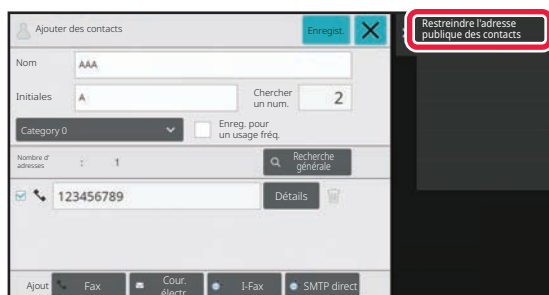 Ajouter des contacts
Enregist.
Restreindre l'adresse
publique des contacts
Nom
AAA
Initiales
A
Chercher
un num.
2
Category 0
Enreg. pour
un usage fréq.
Nombre d'
adresses
: 1
Recherche
générale
123456789
Détails
Ajout
Fax
Cour.
électr.
I-Fax
SMTP direct